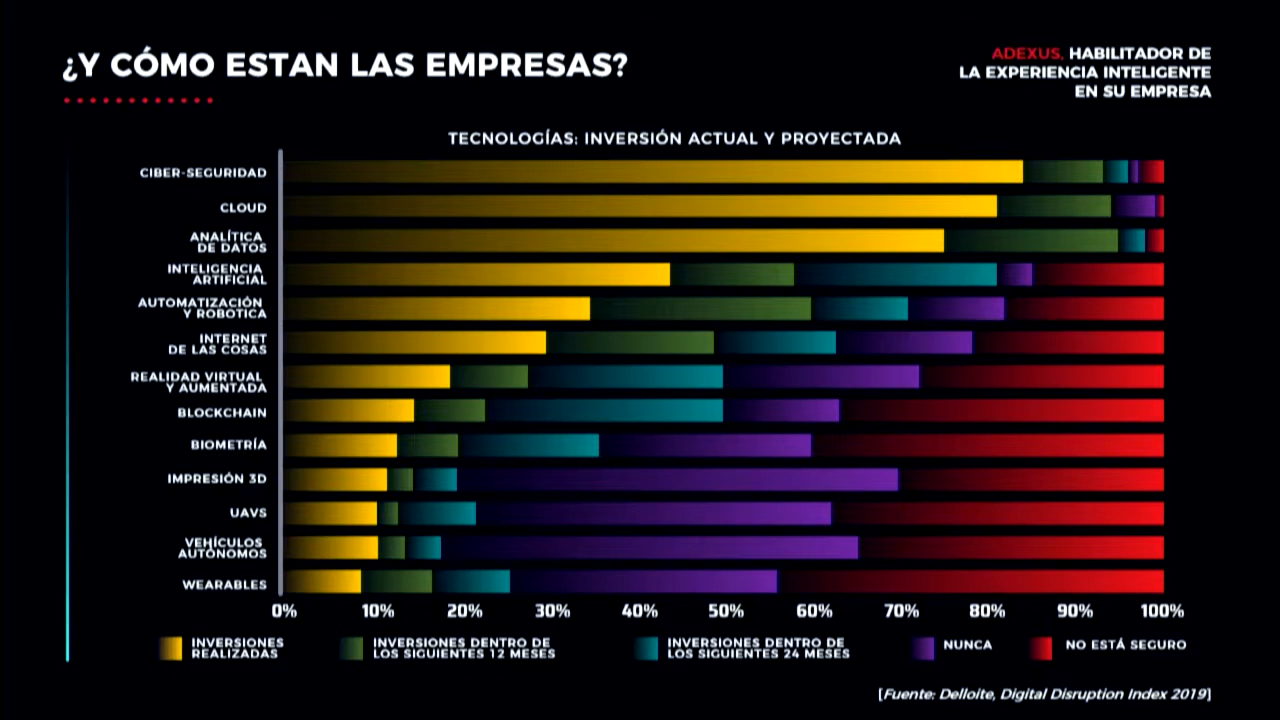 ¿Y CÓMO ESTAN LAS EMPRESAS?
ADEXUS, HABILITADOR DE
LA EXPERIENCIA INTELIGENTE
EN SU EMPRESA
TECNOLOGÍAS: INVERSIÓN ACTUAL Y PROYECTADA
CIBER-SEGURIDAD
CLOUD
ANALÍTICA
DE DATOS
INTELIGENCIA
ARTIFICIAL
AUTOMATIZACIÓN
Y ROBÓTICA
INTERNET
DE LAS COSAS
REALIDAD VIRTUAL
Y AUMENTADA
BLOCKCHAIN
BIOMETRÍA
IMPRESIÓN 3D
UAVS
VEHÍCULOS
AUTÓNOMOS
WEARABLES
0% 10% 20% 30% 40% 50% 60% 70% 80% 90% 100%
INVERSIONES
REALIZADAS
INVERSIONES DENTRO DE
LOS SIGUIENTES 12 MESES
INVERSIONES DENTRO DE
LOS SIGUIENTES 24 MESES
NUNCA
NO ESTÁ SEGURO
[Fuente: Delloite, Digital Disruption Index 2019]